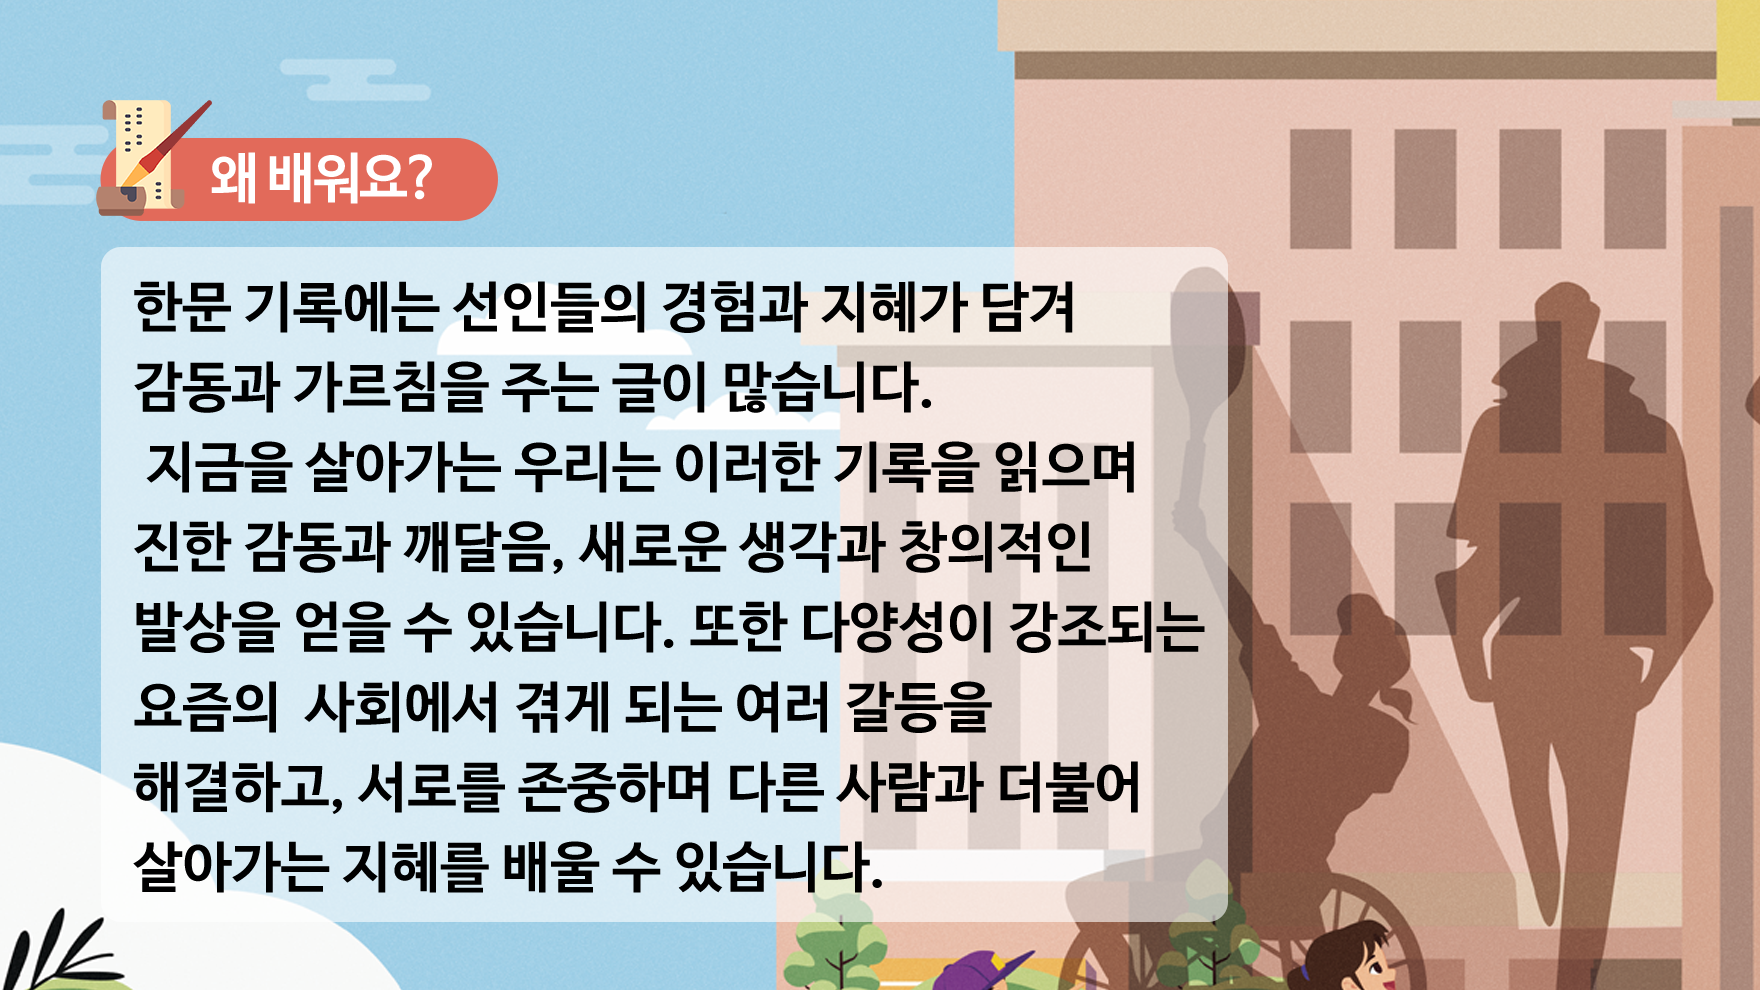 왜 배워요?
한문 기록에는 선인들의 경험과 지혜가 담겨
감동과 가르침을 주는 글이 많습니다.
지금을 살아가는 우리는 이러한 기록을 읽으며
진한 감동과 깨달음, 새로운 생각과 창의적인
발상을 얻을 수 있습니다. 또한 다양성이 강조되는
요즘의 사회에서 겪게 되는 여러 갈등을
해결하고, 서로를 존중하며 다른 사람과 더불어
살아가는 지혜를 배울 수 있습니다.